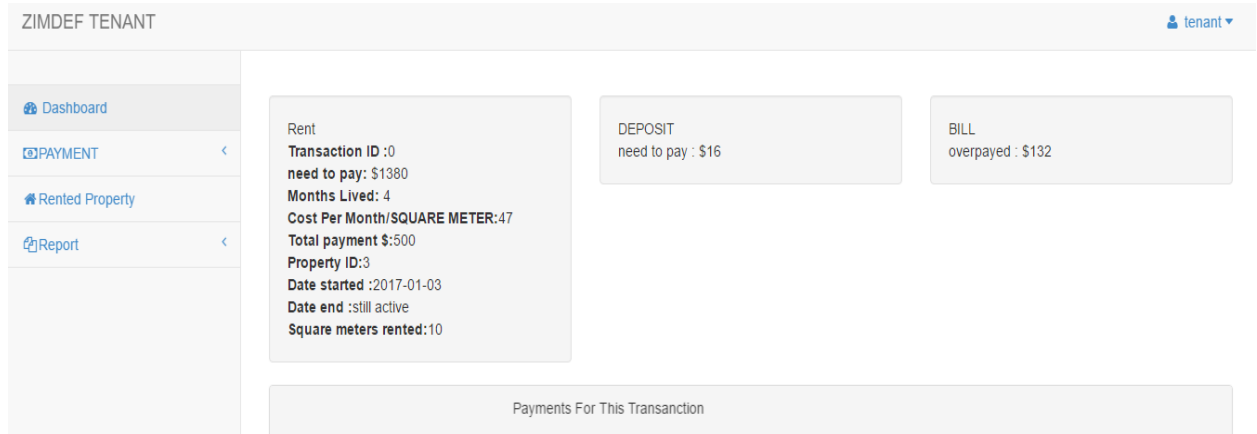 ZIMDEF TENANT
tenant
Dashboard
PAYMENT
Rented Property
Report
Rent
Transaction ID :0
need to pay: $1380
Months Lived: 4
Cost Per Month/SQUARE METER:47
Total payment $:500
Property ID:3
Date started :2017-01-03
Date end :still active
Square meters rented:10
DEPOSIT
need to pay : $16
BILL
overpayed : $132
Payments For This Transanction